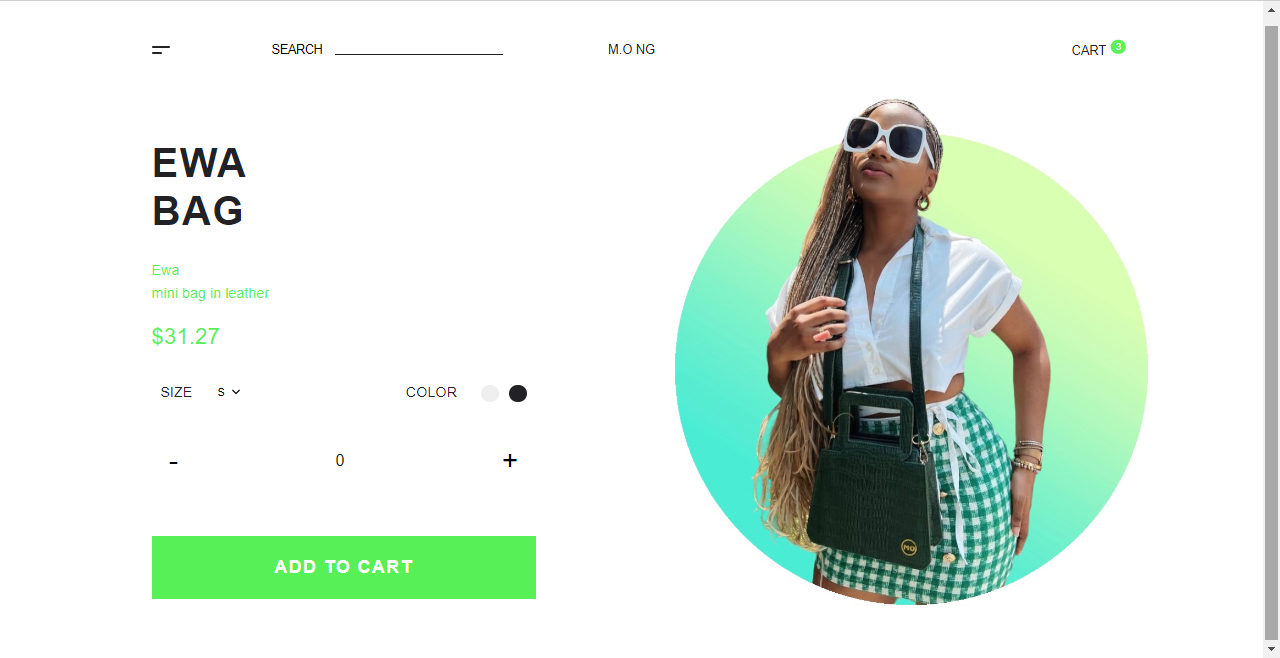 SEARCH
M.O NG
CART 3
EWA
BAG
Ewa
mini bag in leather
$31.27
SIZE S
COLOR
- 0 +
ADD TO CART
MO